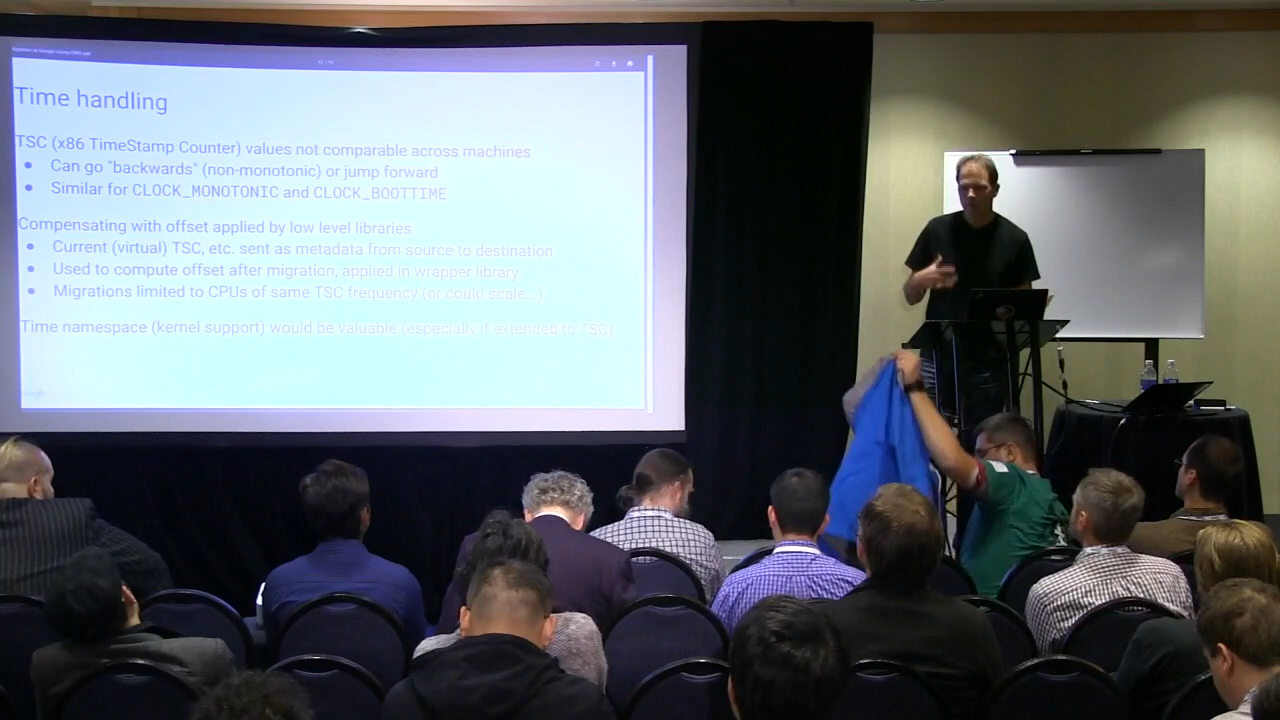 Time handling
TSC (x86 TimeStamp Counter) values not comparable across machines
● Can go "backwards" (non-monotonic) or jump forward
● Similar for CLOCK_MONOTONIC and CLOCK_BOOTTIME
Compensating with offset applied by low level libraries
● Current (virtual) TSC, etc. sent as metadata from source to destination
● Used to compute offset after migration, applied in wrapper library
● Migrations limited to CPUs of same TSC frequency (or could scale...)
Time namespace (kernel support) would be valuable (especially if extended to TSC)